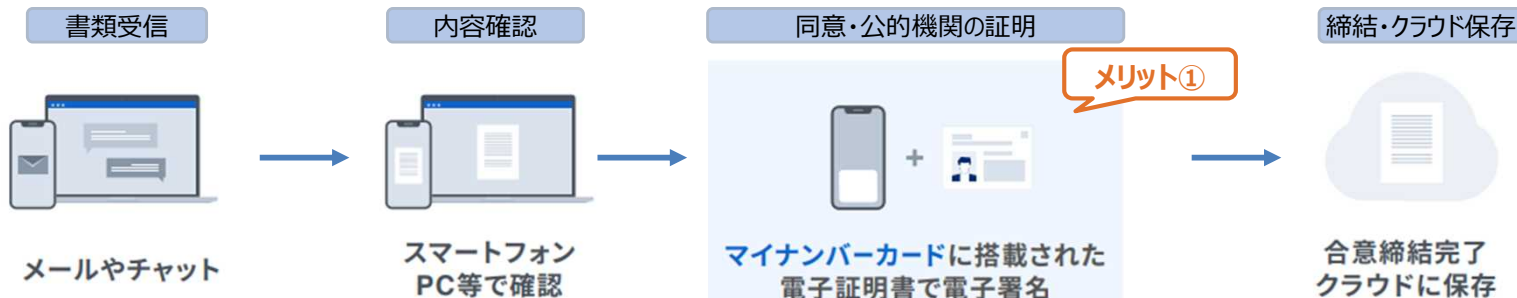 書類受信
内容確認
同意・公的機関の証明
締結・クラウド保存
メリット①
メールやチャット
スマートフォン
PC等で確認
マイナンバーカードに搭載された
電子証明書で電子署名
合意締結完了
クラウドに保存